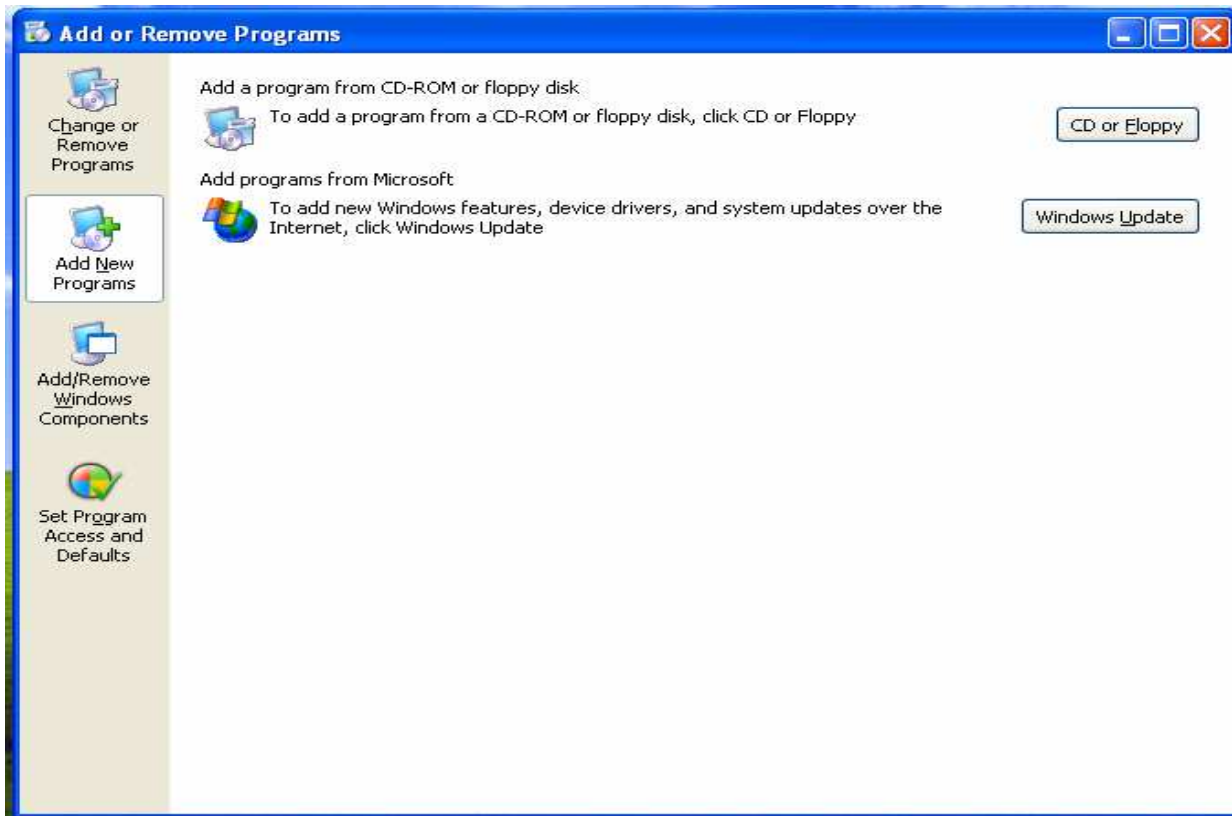 Add or Remove Programs
Change or
Remove
Programs
Add New
Programs
Add/Remove
Windows
Components
Set Program
Access and
Defaults
Add a program from CD-ROM or floppy disk
To add a program from a CD-ROM or floppy disk, click CD or Floppy
CD or Floppy
Add programs from Microsoft
To add new Windows features, device drivers, and system updates over the
Internet, click Windows Update
Windows Update